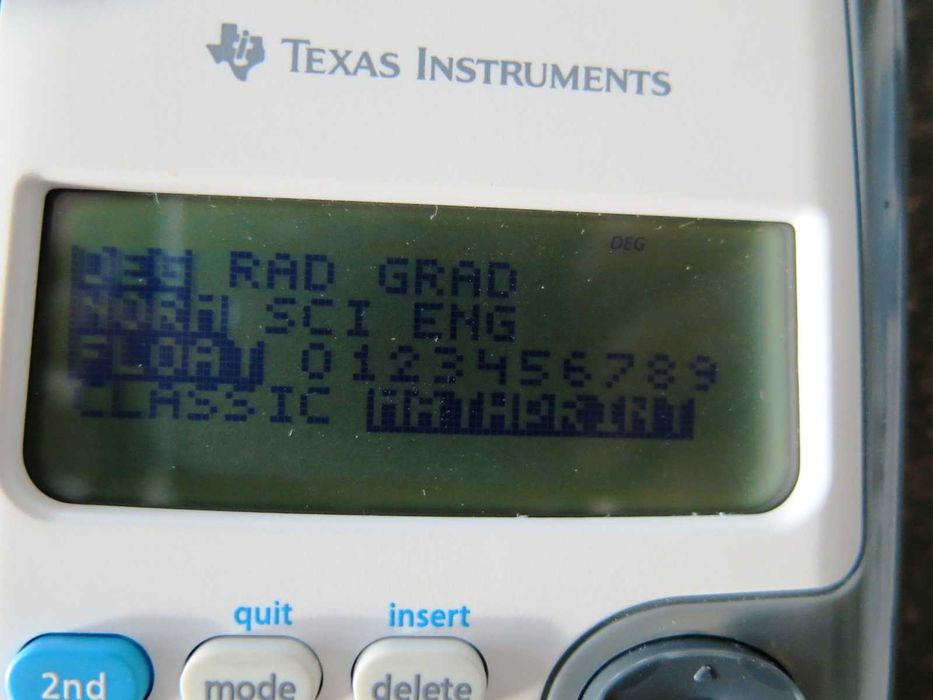 TEXAS INSTRUMENTS
DEG
DEG RAD GRAD
NORM SCI ENG
FLOAT 0123456789
CLASSIC MATHPRINT
quit insert
2nd mode delete